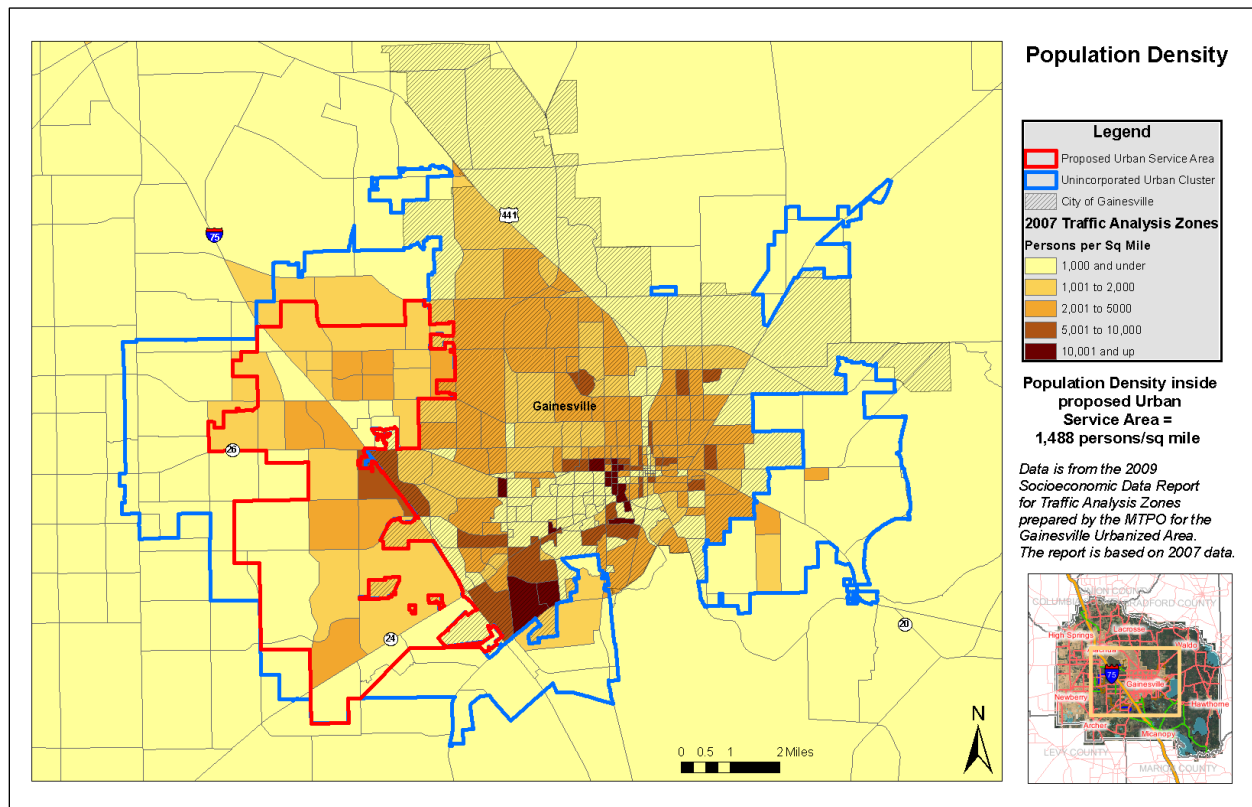 Population Density
Legend
Proposed Urban Service Area
Unincorporated Urban Cluster
City of Gainesville
2007 Traffic Analysis Zones
Persons per Sq Mile
1,000 and under
1,001 to 2,000
2,001 to 5000
5,001 to 10,000
10,001 and up
Population Density inside
proposed Urban
Service Area =
1,488 persons/sq mile
Data is from the 2009
Socioeconomic Data Report
for Traffic Analysis Zones
prepared by the MTPO for the
Gainesville Urbanized Area.
The report is based on 2007 data.
441
75
Gainesville
26
24
20
N
0 0.5 1 2 Miles
BRADFORD COUNTY
High Springs
Lacrosse
Waldo
75
Gainesville
Newberry
Hawthorne
Archer
Micanopy
LEVY COUNTY
MARION COUNTY